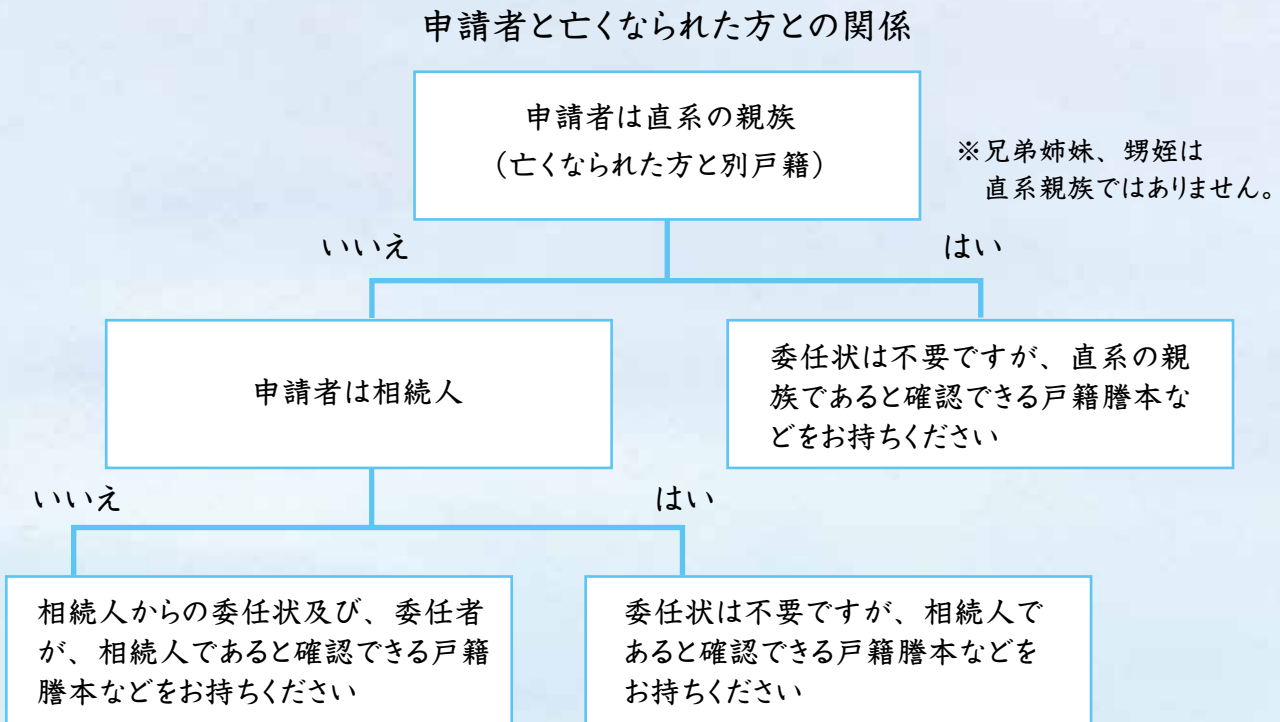 申請者と亡くなられた方との関係
申請者は直系の親族
（亡くなられた方と別戸籍）
※兄弟姉妹、甥姪は
直系親族ではありません。
いいえ
はい
申請者は相続人
委任状は不要ですが、直系の親
族であると確認できる戸籍謄本な
どをお持ちください
いいえ
はい
相続人からの委任状及び、委任者
が、相続人であると確認できる戸籍
謄本などをお持ちください
委任状は不要ですが、相続人で
あると確認できる戸籍謄本などを
お持ちください